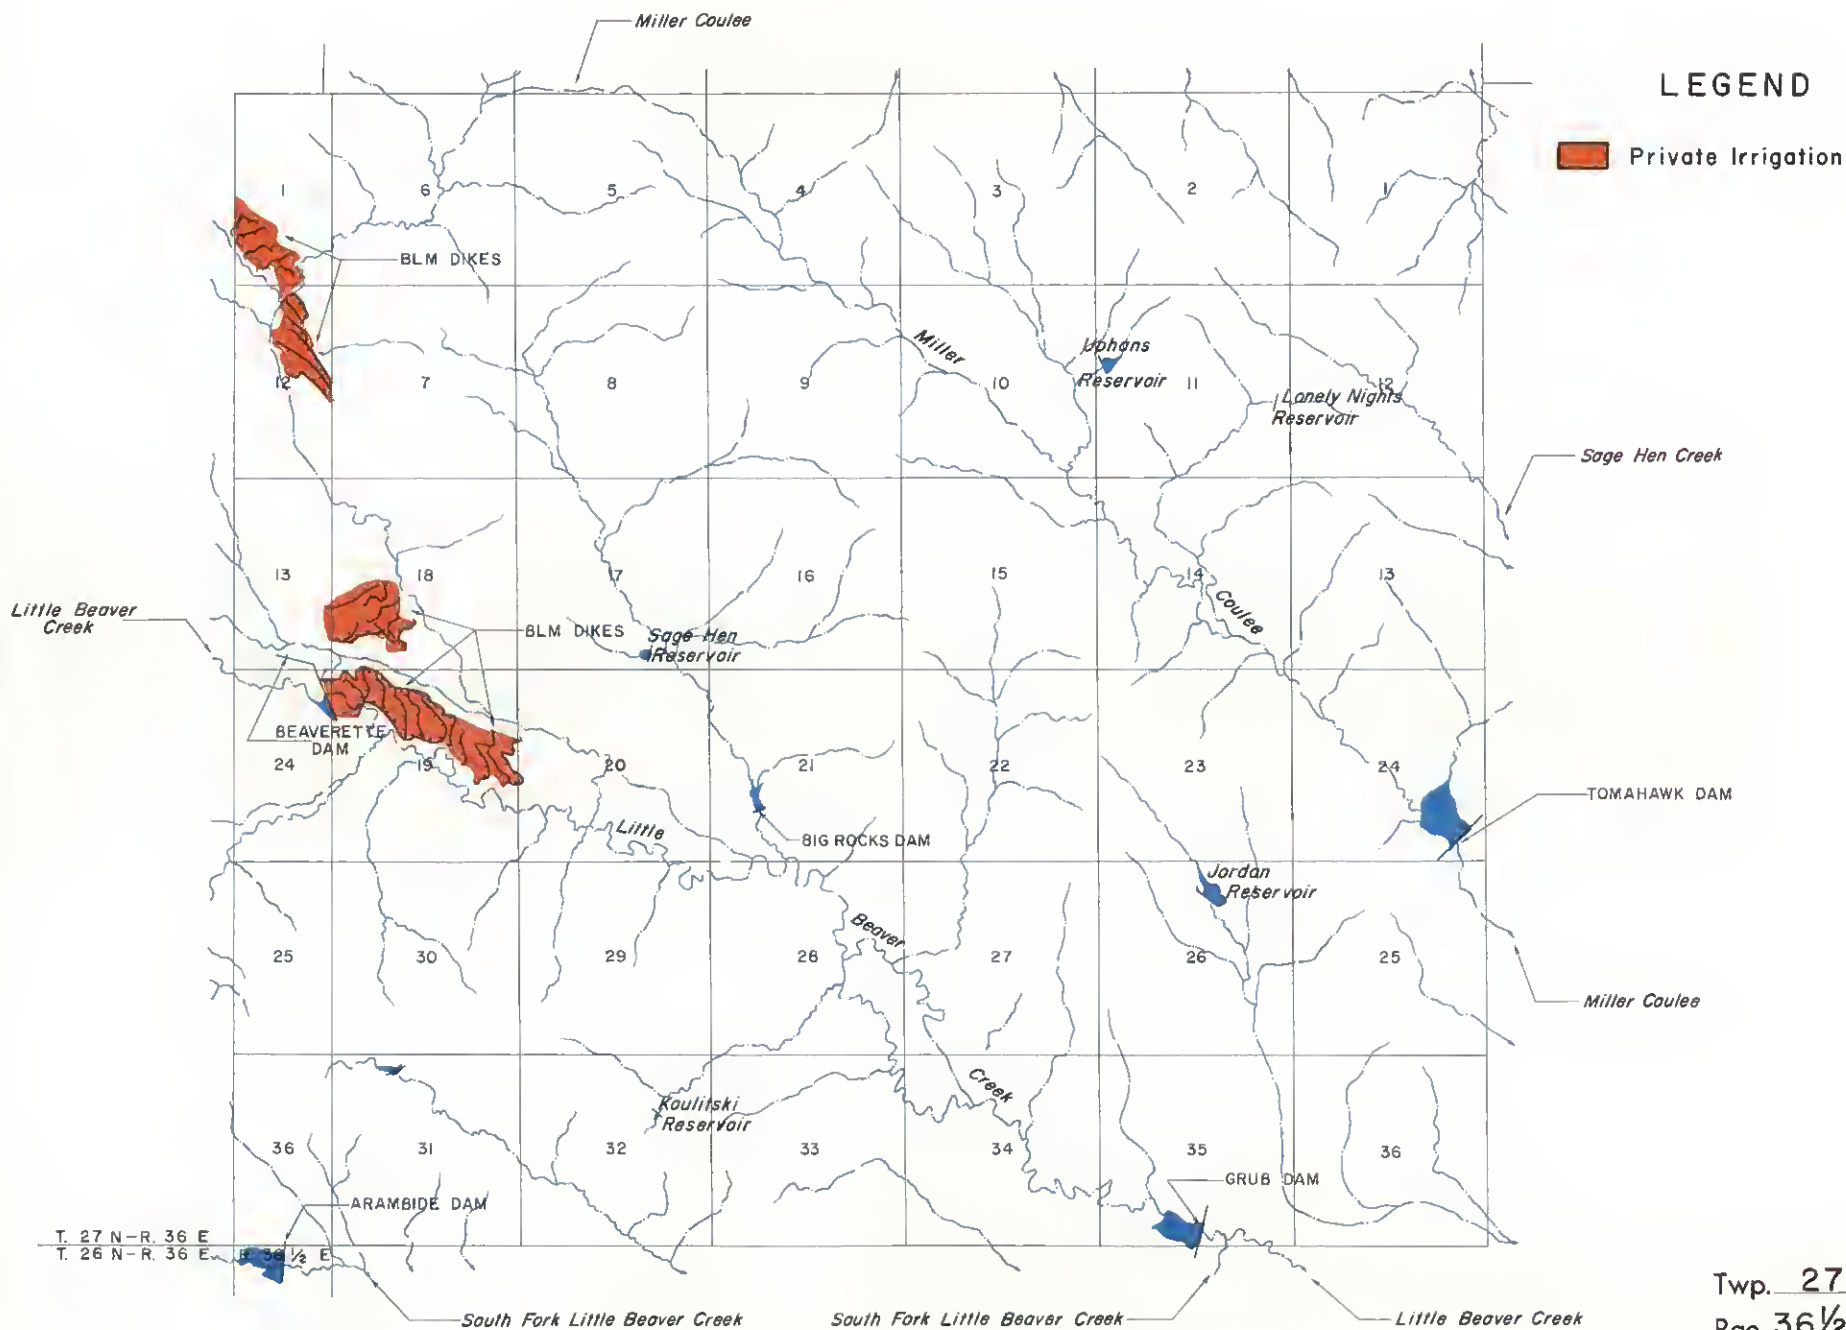 Miller Coulee
LEGEND
Private Irrigation
1 6 5 4 3 2 1
BLM DIKES
Miller
Uphans
Reservoir
12 7 8 9 10 11 12
Lonely Nights
Reservoir
Sage Hen Creek
13 18 17 16 15 14 13
Little Beaver
Creek
Coulee
BLM DIKES
Sage Hen
Reservoir
BEAVERETTE
DAM
24 19 20 21 22 23 24
TOMAHAWK DAM
Little
BIG ROCKS DAM
Jordan
Reservoir
Beaver
25 30 29 28 27 26 25
Miller Coulee
Creek
Koulitski
Reservoir
36 31 32 33 34 35 36
GRUB DAM
ARAMBIDE DAM
T. 27 N-R. 36 E
T. 26 N-R. 36 E. R. 36 1/2 E
South Fork Little Beaver Creek
South Fork Little Beaver Creek
Little Beaver Creek
Twp. 27
Rge. 36½